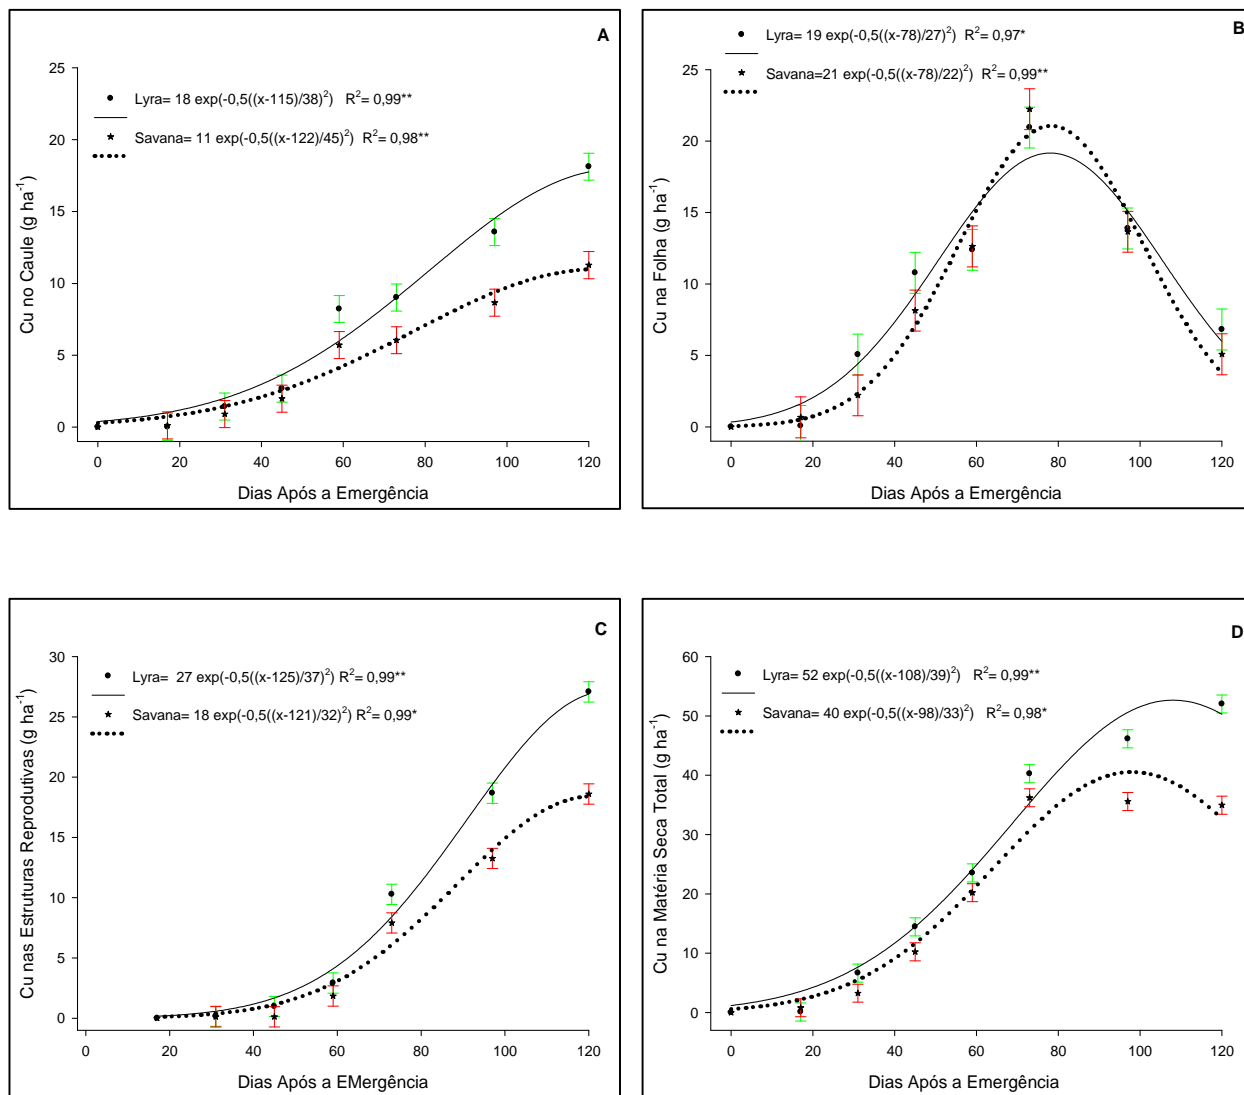 A
Lyra= 18 exp(-0,5((x-115)/38)²) R²= 0,99**
Savana= 11 exp(-0,5((x-122)/45)²) R²= 0,98**
Cu no Caule (g ha⁻¹)
25
20
15
10
5
0
0 20 40 60 80 100 120
Dias Após a Emergência
B
Lyra= 19 exp(-0,5((x-78)/27)²) R²= 0,97*
Savana=21 exp(-0,5((x-78)/22)²) R²= 0,99**
Cu na Folha (g ha⁻¹)
25
20
15
10
5
0
0 20 40 60 80 100 120
Dias Após a Emergência
C
Lyra= 27 exp(-0,5((x-125)/37)²) R²= 0,99**
Savana= 18 exp(-0,5((x-121)/32)²) R²= 0,99*
Cu nas Estruturas Reprodutivas (g ha⁻¹)
30
25
20
15
10
5
0
0 20 40 60 80 100 120
Dias Após a EMergência
D
Lyra= 52 exp(-0,5((x-108)/39)²) R²= 0,99**
Savana= 40 exp(-0,5((x-98)/33)²) R²= 0,98*
Cu na Matéria Seca Total (g ha⁻¹)
60
50
40
30
20
10
0
0 20 40 60 80 100 120
Dias Após a Emergência